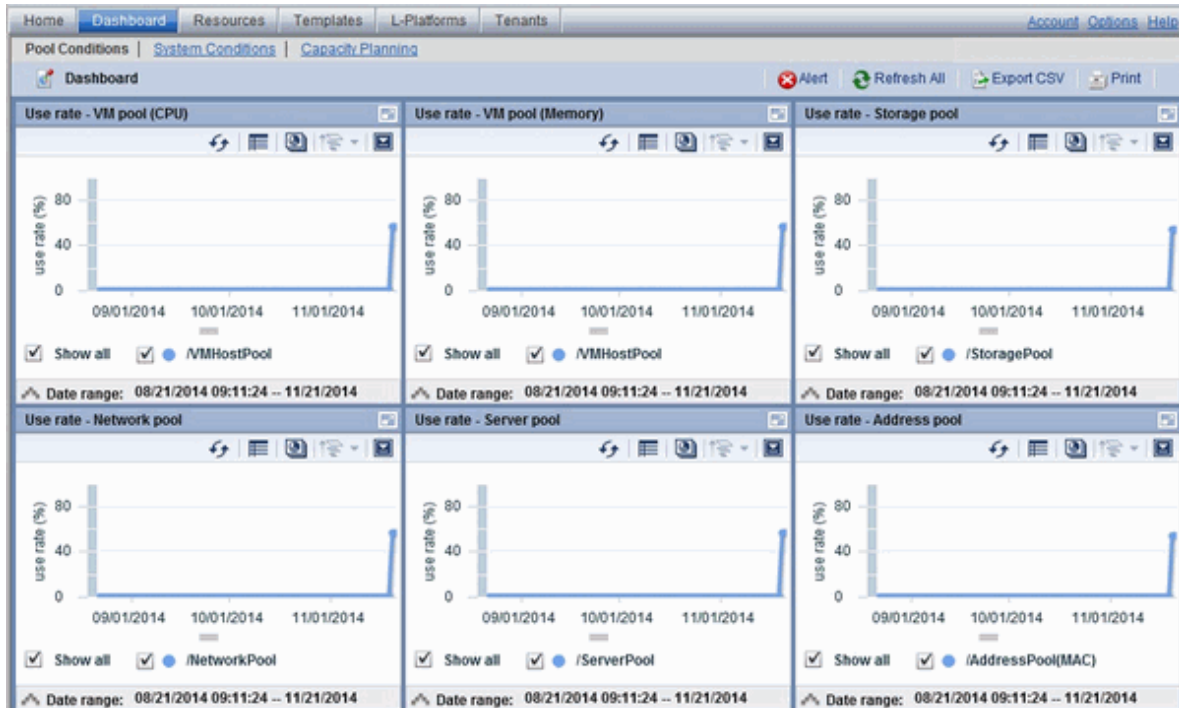 Home Dashboard Resources Templates L-Platforms Tenants Account Options Help
Pool Conditions | System Conditions | Capacity Planning
Dashboard Alert Refresh All Export CSV Print
Use rate - VM pool (CPU)
use rate (%)
80
40
0
09/01/2014 10/01/2014 11/01/2014
Show all /VMHostPool
Date range: 08/21/2014 09:11:24 -- 11/21/2014
Use rate - VM pool (Memory)
use rate (%)
80
40
0
09/01/2014 10/01/2014 11/01/2014
Show all /VMHostPool
Date range: 08/21/2014 09:11:24 -- 11/21/2014
Use rate - Storage pool
use rate (%)
80
40
0
09/01/2014 10/01/2014 11/01/2014
Show all /StoragePool
Date range: 08/21/2014 09:11:24 -- 11/21/2014
Use rate - Network pool
use rate (%)
80
40
0
09/01/2014 10/01/2014 11/01/2014
Show all /NetworkPool
Date range: 08/21/2014 09:11:24 -- 11/21/2014
Use rate - Server pool
use rate (%)
80
40
0
09/01/2014 10/01/2014 11/01/2014
Show all /ServerPool
Date range: 08/21/2014 09:11:24 -- 11/21/2014
Use rate - Address pool
use rate (%)
80
40
0
09/01/2014 10/01/2014 11/01/2014
Show all /AddressPool(MAC)
Date range: 08/21/2014 09:11:24 -- 11/21/2014